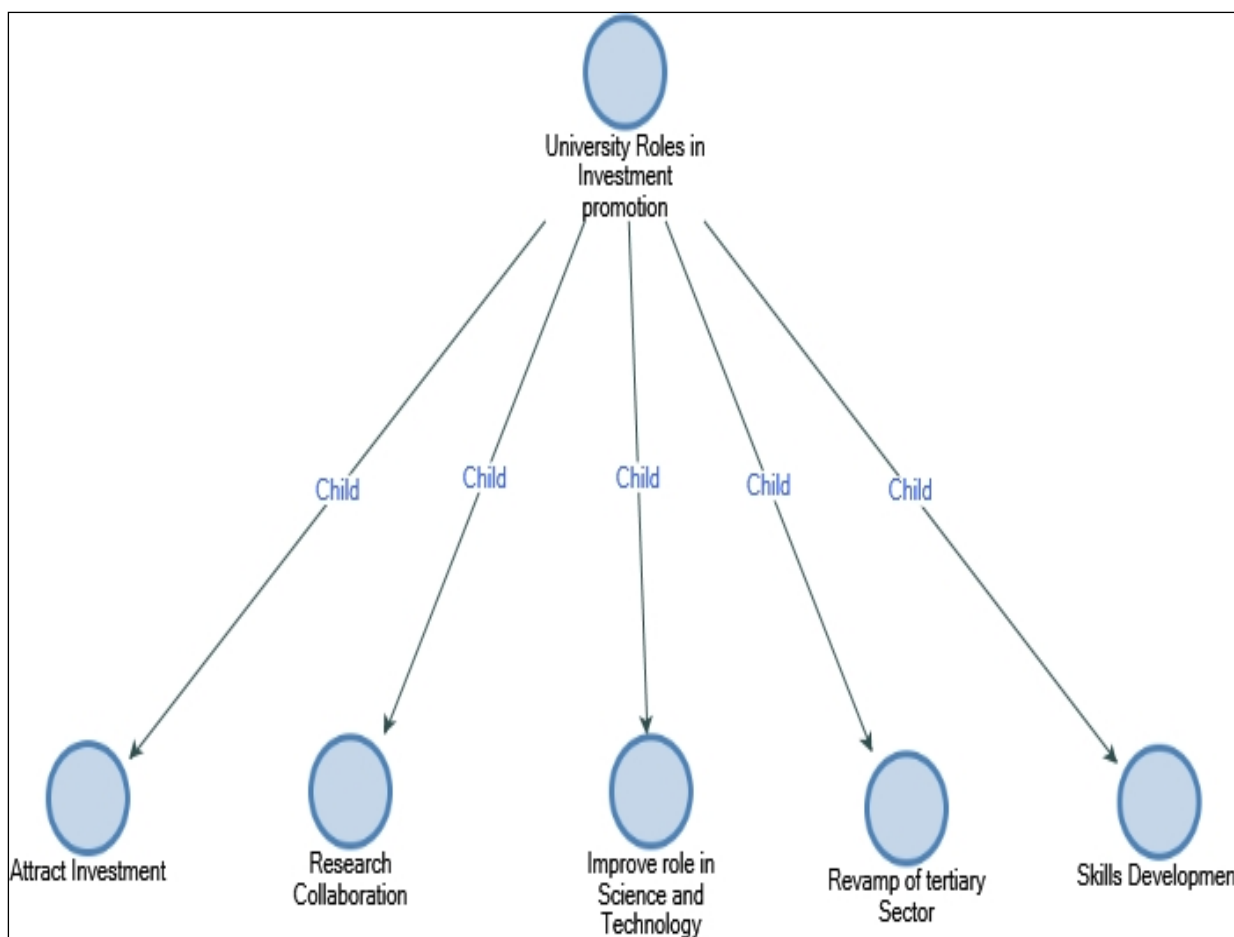 University Roles in
Investment
promotion
Child
Child
Child
Child
Child
Attract Investment
Research
Collaboration
Improve role in
Science and
Technology
Revamp of tertiary
Sector
Skills Development